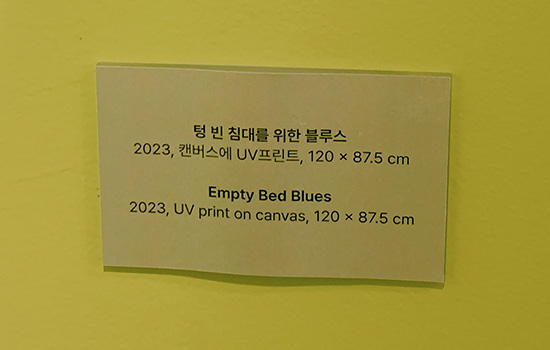 텅 빈 침대를 위한 블루스
2023, 캔버스에 UV프린트, 120 × 87.5 cm
Empty Bed Blues
2023, UV print on canvas, 120 × 87.5 cm